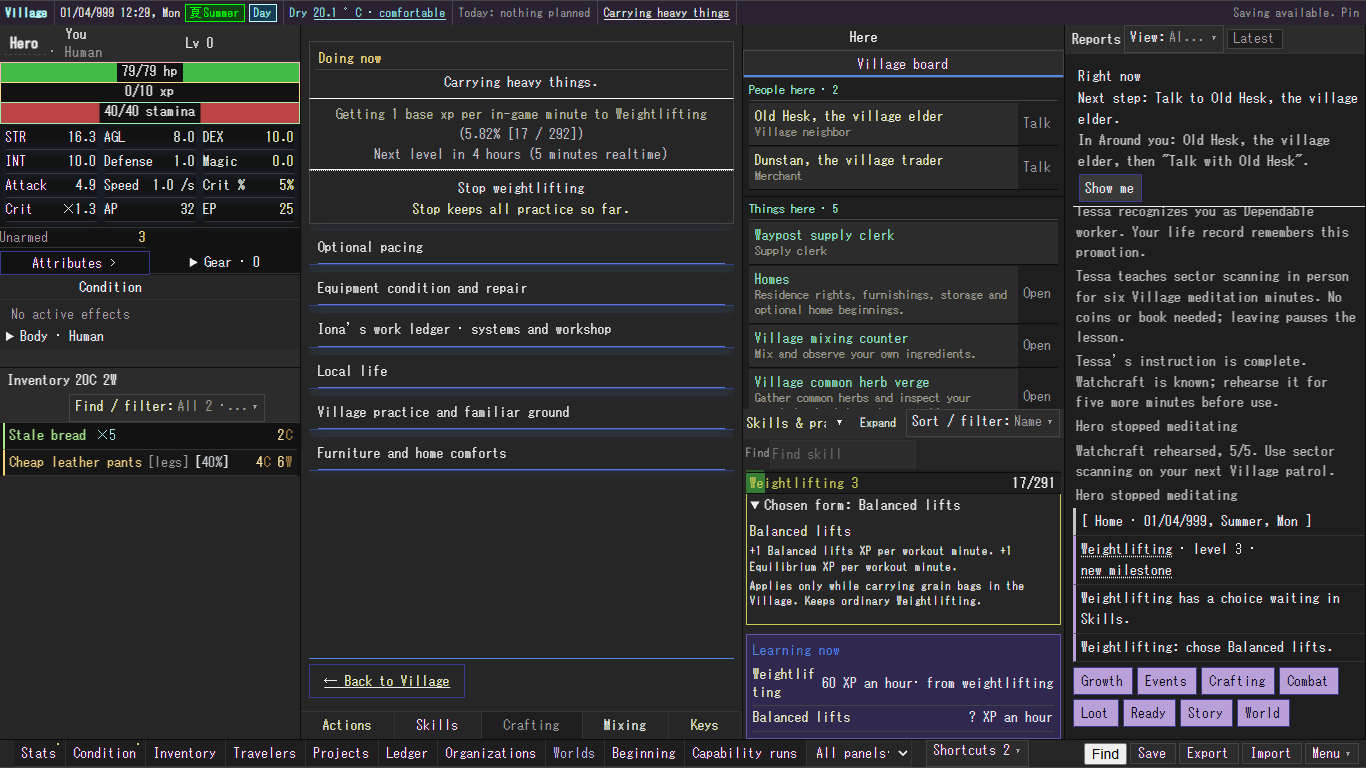 Village 01/04/999 12:29, Mon 夏Summer Day Dry 20.1 ° C · comfortable Today: nothing planned Carrying heavy things Saving available. Pin
Hero · You Human Lv 0
79/79 hp
0/10 xp
40/40 stamina
STR 16.3 AGL 8.0 DEX 10.0
INT 10.0 Defense 1.0 Magic 0.0
Attack 4.9 Speed 1.0 /s Crit % 5%
Crit ×1.3 AP 32 EP 25
Unarmed 3
Attributes > ▶ Gear · 0
Condition
No active effects
▶ Body · Human
Inventory 20C 2W
Find / filter: All 2 ·... ▾
Stale bread ×5 2C
Cheap leather pants [legs] [40%] 4C 6W
Doing now
Carrying heavy things.
Getting 1 base xp per in-game minute to Weightlifting
(5.82% [17 / 292])
Next level in 4 hours (5 minutes realtime)
Stop weightlifting
Stop keeps all practice so far.
Optional pacing
Equipment condition and repair
Iona's work ledger · systems and workshop
Local life
Village practice and familiar ground
Furniture and home comforts
← Back to Village
Actions Skills Crafting Mixing Keys
Here
Village board
People here · 2
Old Hesk, the village elder
Village neighbor
Talk
Dunstan, the village trader
Merchant
Talk
Things here · 5
Waypost supply clerk
Supply clerk
Homes
Residence rights, furnishings, storage and
optional home beginnings.
Open
Village mixing counter
Mix and observe your own ingredients.
Open
Village common herb verge
Gather common herbs and inspect your
Open
Skills & pra ▾ Expand Sort / filter: Name ▾
Find Find skill
Weightlifting 3 17/291
▼ Chosen form: Balanced lifts
Balanced lifts
+1 Balanced lifts XP per workout minute. +1
Equilibrium XP per workout minute.
Applies only while carrying grain bags in the
Village. Keeps ordinary Weightlifting.
Learning now
Weightlif
ting
60 XP an hour· from weightlifting
Balanced lifts ? XP an hour
Reports View: Al... ▾ Latest
Right now
Next step: Talk to Old Hesk, the village
elder.
In Around you: Old Hesk, the village
elder, then "Talk with Old Hesk".
Show me
Tessa recognizes you as Dependable
worker. Your life record remembers this
promotion.
Tessa teaches sector scanning in person
for six Village meditation minutes. No
coins or book needed; leaving pauses the
lesson.
Tessa's instruction is complete.
Watchcraft is known; rehearse it for
five more minutes before use.
Hero stopped meditating
Watchcraft rehearsed, 5/5. Use sector
scanning on your next Village patrol.
Hero stopped meditating
[ Home · 01/04/999, Summer, Mon ]
Weightlifting · level 3 ·
new milestone
Weightlifting has a choice waiting in
Skills.
Weightlifting: chose Balanced lifts.
Growth Events Crafting Combat
Loot Ready Story World
Stats Condition Inventory Travelers Projects Ledger Organizations Worlds Beginning Capability runs All panels· Shortcuts 2 ▾ Find Save Export Import Menu ▾